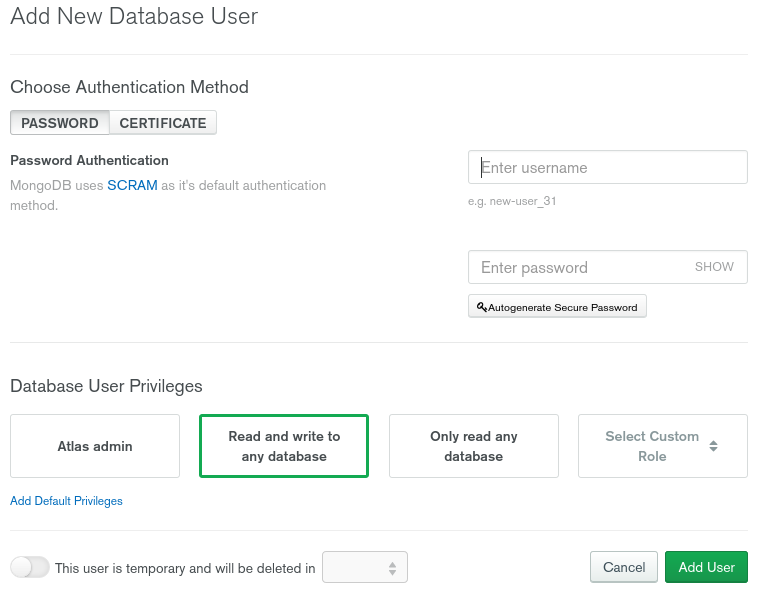 Add New Database User
Choose Authentication Method
PASSWORD CERTIFICATE
Password Authentication
MongoDB uses SCRAM as it's default authentication
method.
Enter username
e.g. new-user_31
Enter password SHOW
Autogenerate Secure Password
Database User Privileges
Atlas admin
Read and write to
any database
Only read any
database
Select Custom
Role
Add Default Privileges
This user is temporary and will be deleted in
Cancel Add User